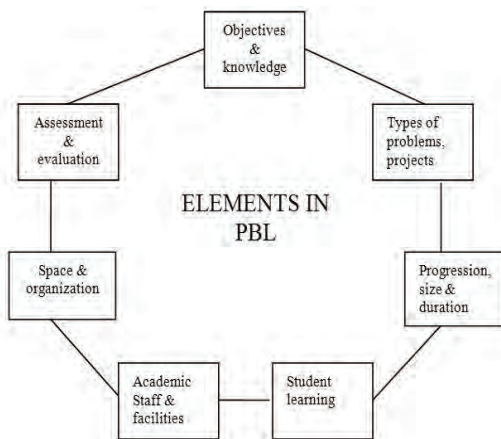 Objectives
&
knowledge
Assessment
&
evaluation
Types of
problems,
projects
ELEMENTS IN
PBL
Space &
organization
Progression,
size &
duration
Academic
Staff &
facilities
Student
learning